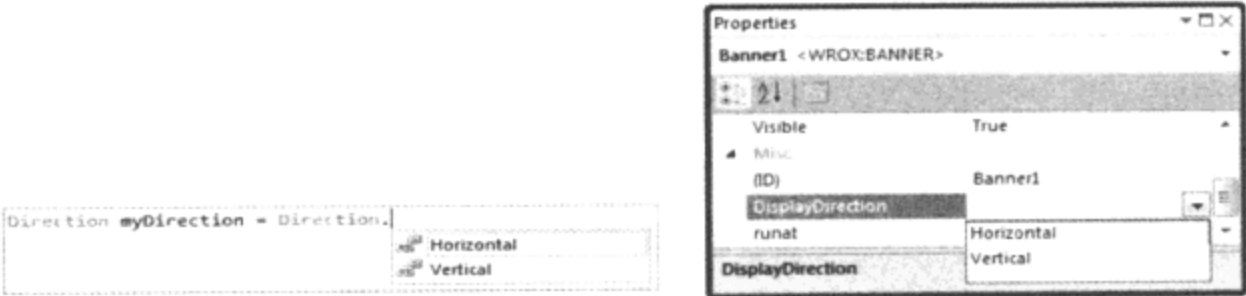 Direction myDirection = Direction.
Horizontal
Vertical
Properties
Banner1 <WROX:BANNER>
Visible True
Misc
(ID) Banner1
DisplayDirection
runat
Horizontal
Vertical
DisplayDirection